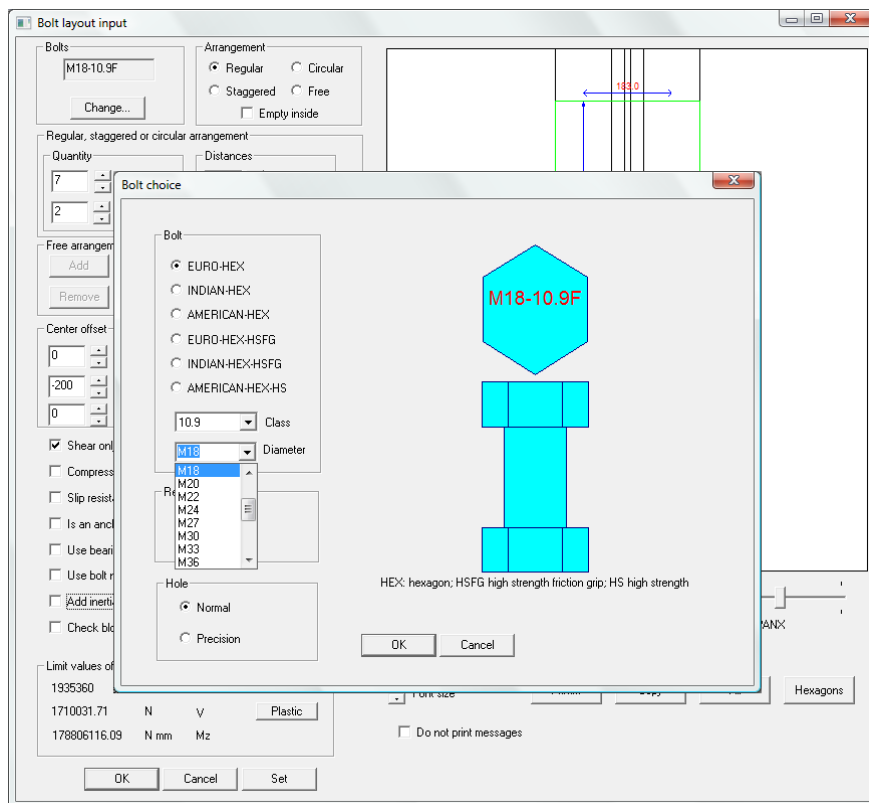 Bolt layout input
Bolts
M18-10.9F
Change...
Arrangement
Regular
Circular
Staggered
Free
Empty inside
193.0
Regular, staggered or circular arrangement
Quantity
Distances
7
2
Free arrangem
Add
Remove
Center offset
0
-200
0
Shear onl
Compress
Slip resist
Is an anch
Use beari
Use bolt r
Add inertia
Check blo
Limit values of
1935360
1710031.71 N V Plastic
178806116.09 N mm Mz
OK Cancel Set
Bolt choice
Bolt
EURO-HEX
INDIAN-HEX
AMERICAN-HEX
EURO-HEX-HSFG
INDIAN-HEX-HSFG
AMERICAN-HEX-HS
10.9 Class
M18 Diameter
M18
M20
M22
M24
M27
M30
M33
M36
Re
Hole
Normal
Precision
M18-10.9F
HEX: hexagon; HSFG high strength friction grip; HS high strength
OK Cancel
PANX
Font size
Hexagons
Do not print messages